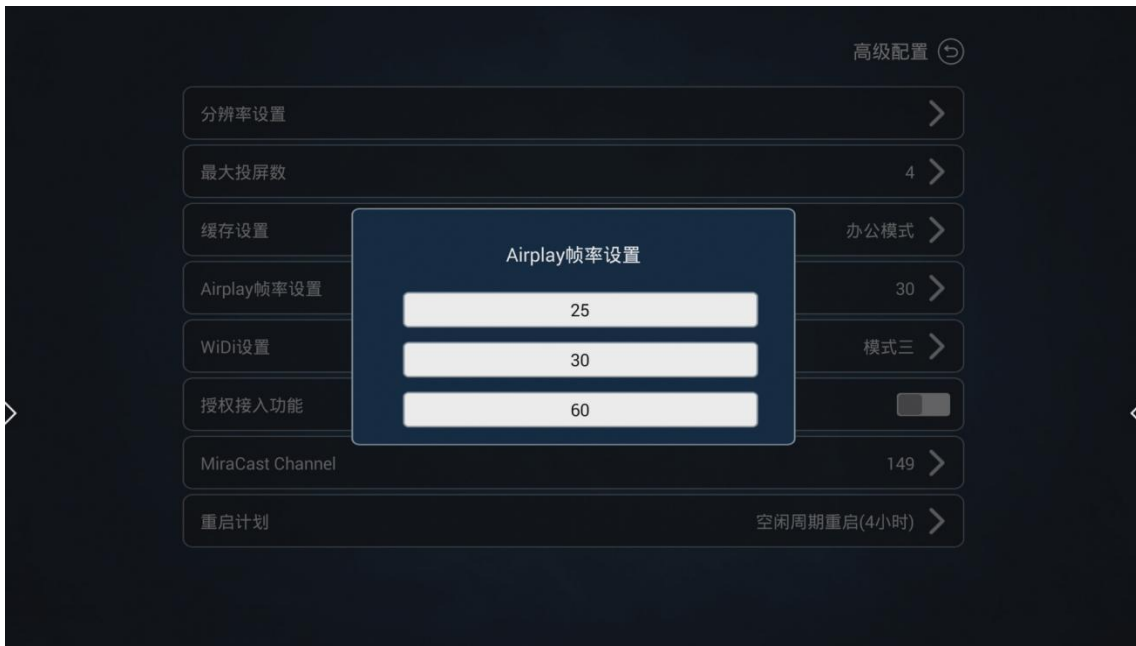 高级配置
分辨率设置
最大投屏数 4
缓存设置 办公模式
Airplay帧率设置 30
WiDi设置 模式三
授权接入功能
MiraCast Channel 149
重启计划 空闲周期重启(4小时)
Airplay帧率设置
25
30
60